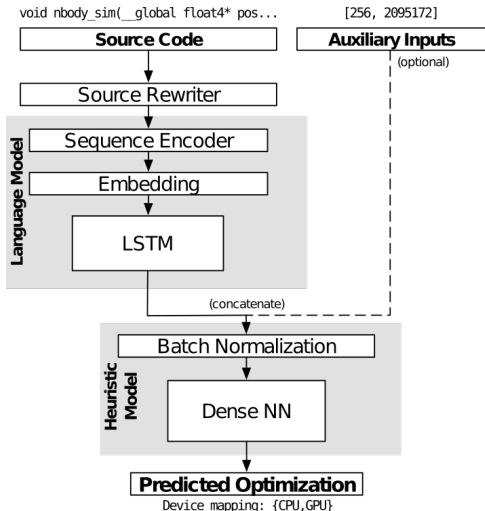 void nbody_sim(__global float4* pos...
[256, 2095172]
Source Code
Auxiliary Inputs
(optional)
Source Rewriter
Language Model
Sequence Encoder
Embedding
LSTM
(concatenate)
Heuristic
Model
Batch Normalization
Dense NN
Predicted Optimization
Device mapping: {CPU,GPU}